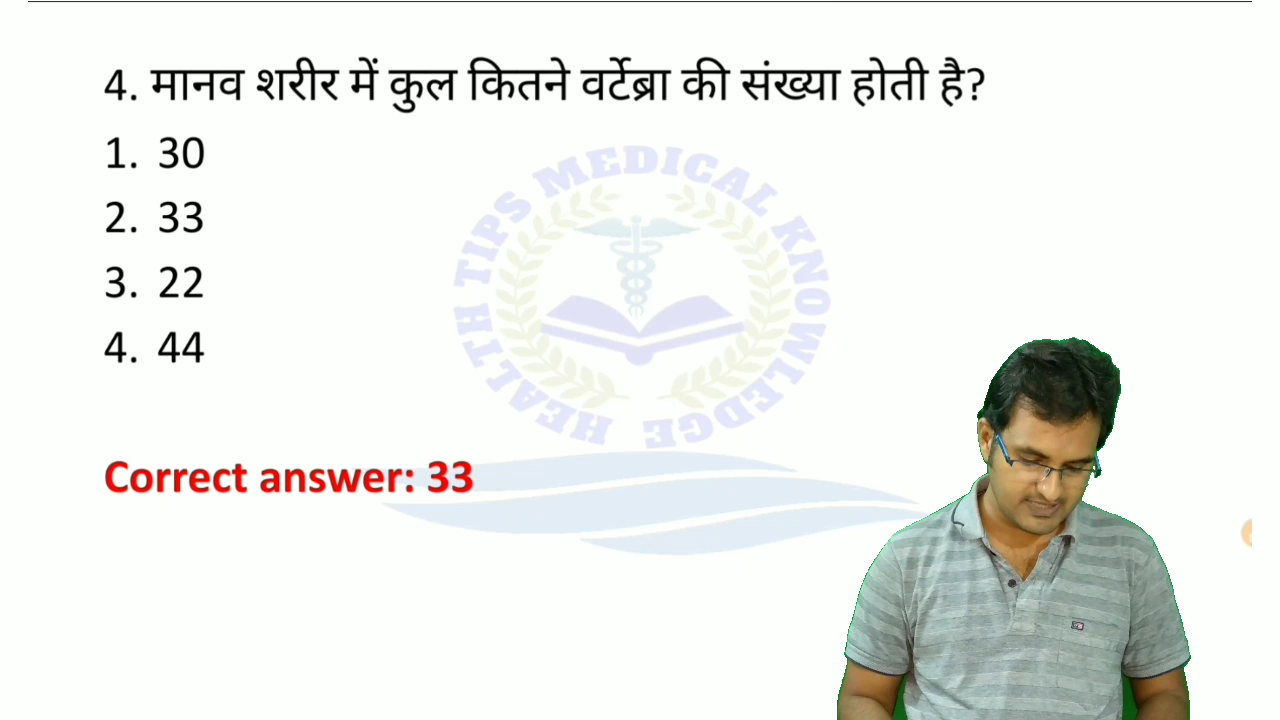 4. मानव शरीर में कुल कितने वर्टेब्रा की संख्या होती है?
1. 30
2. 33
3. 22
4. 44
HEALTH TIPS MEDICAL KNOWLEDGE
Correct answer: 33